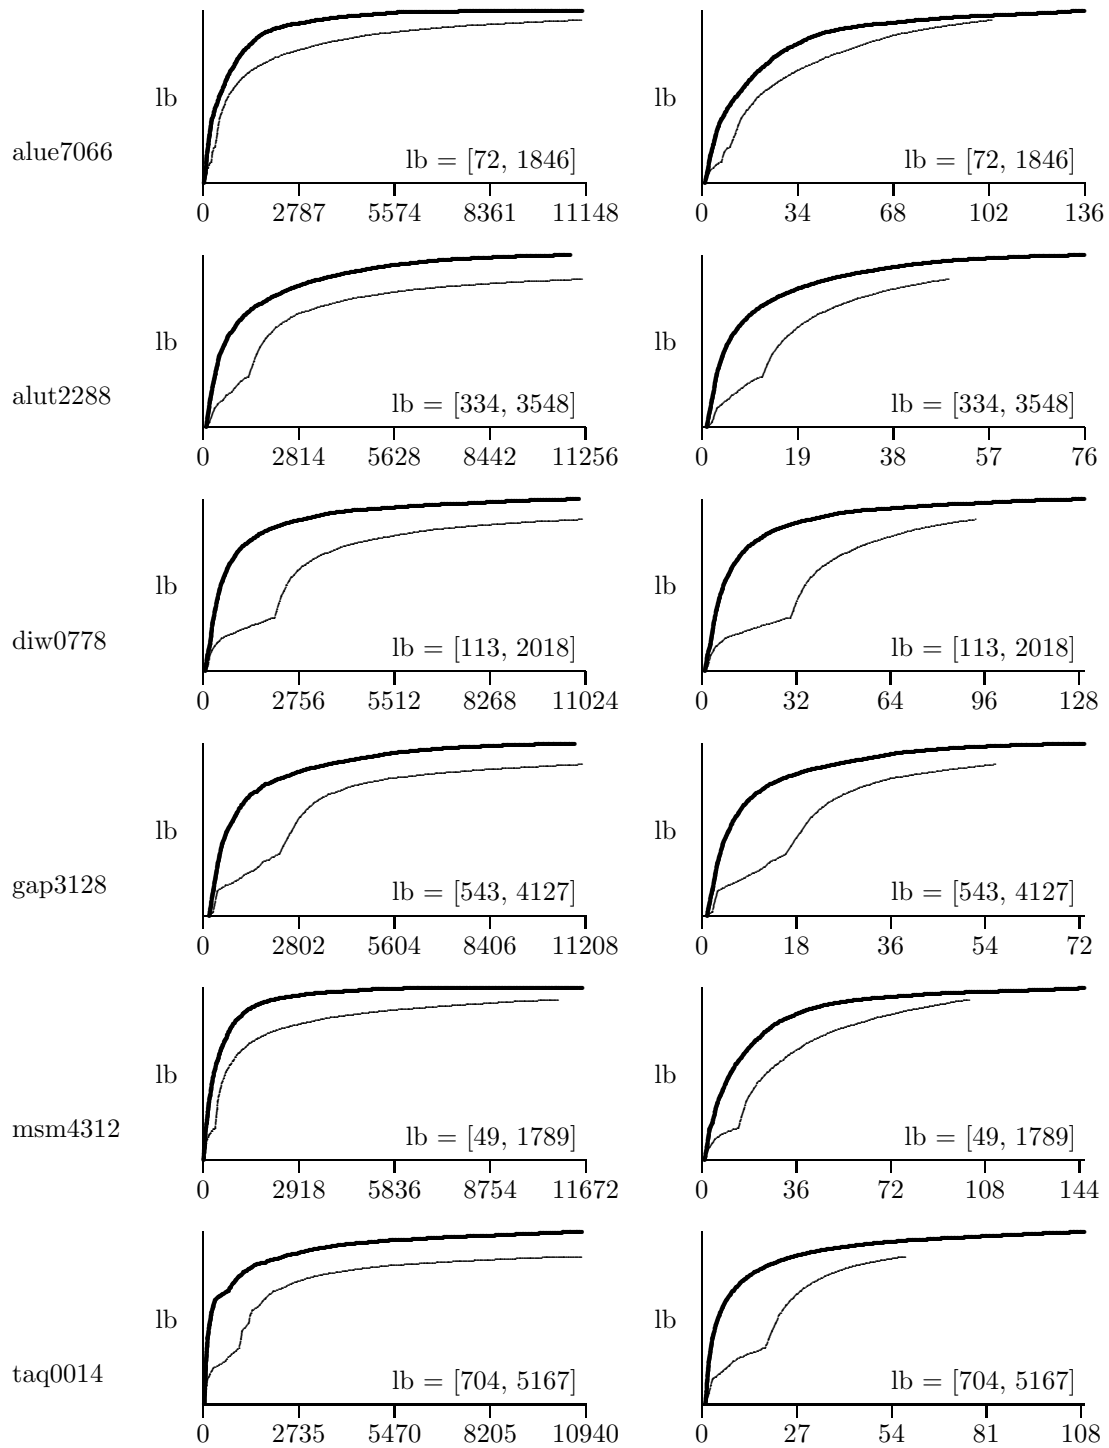 lb lb
alue7066 lb = [72, 1846] lb = [72, 1846]
0 2787 5574 8361 11148 0 34 68 102 136
lb lb
alut2288 lb = [334, 3548] lb = [334, 3548]
0 2814 5628 8442 11256 0 19 38 57 76
lb lb
diw0778 lb = [113, 2018] lb = [113, 2018]
0 2756 5512 8268 11024 0 32 64 96 128
lb lb
gap3128 lb = [543, 4127] lb = [543, 4127]
0 2802 5604 8406 11208 0 18 36 54 72
lb lb
msm4312 lb = [49, 1789] lb = [49, 1789]
0 2918 5836 8754 11672 0 36 72 108 144
lb lb
taq0014 lb = [704, 5167] lb = [704, 5167]
0 2735 5470 8205 10940 0 27 54 81 108